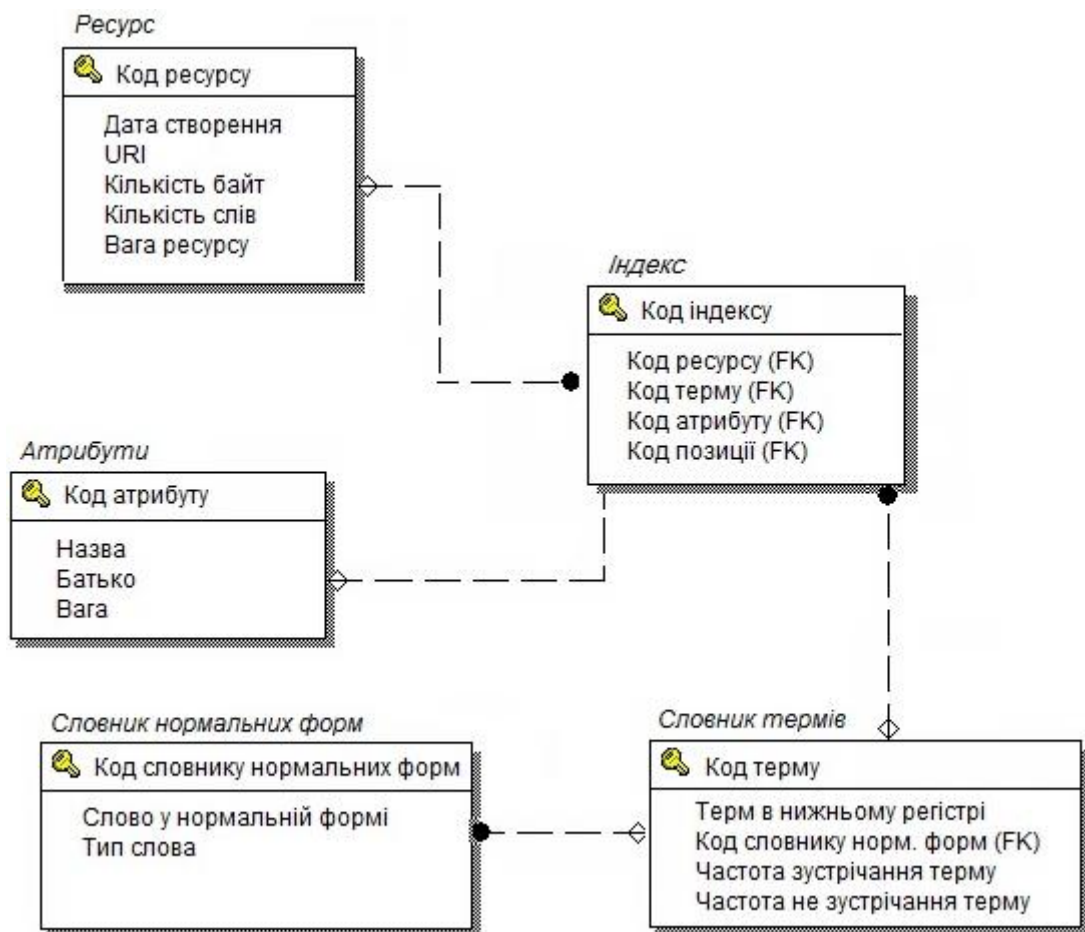 Ресурс
Код ресурсу
Дата створення
URI
Кількість байт
Кількість слів
Вага ресурсу
Індекс
Код індексу
Код ресурсу (FK)
Код терму (FK)
Код атрибуту (FK)
Код позиції (FK)
Атрибути
Код атрибуту
Назва
Батько
Вага
Словник нормальних форм
Код словнику нормальних форм
Слово у нормальній формі
Тип слова
Словник термів
Код терму
Терм в нижньому регістрі
Код словнику норм. форм (FK)
Частота зустрічання терму
Частота не зустрічання терму